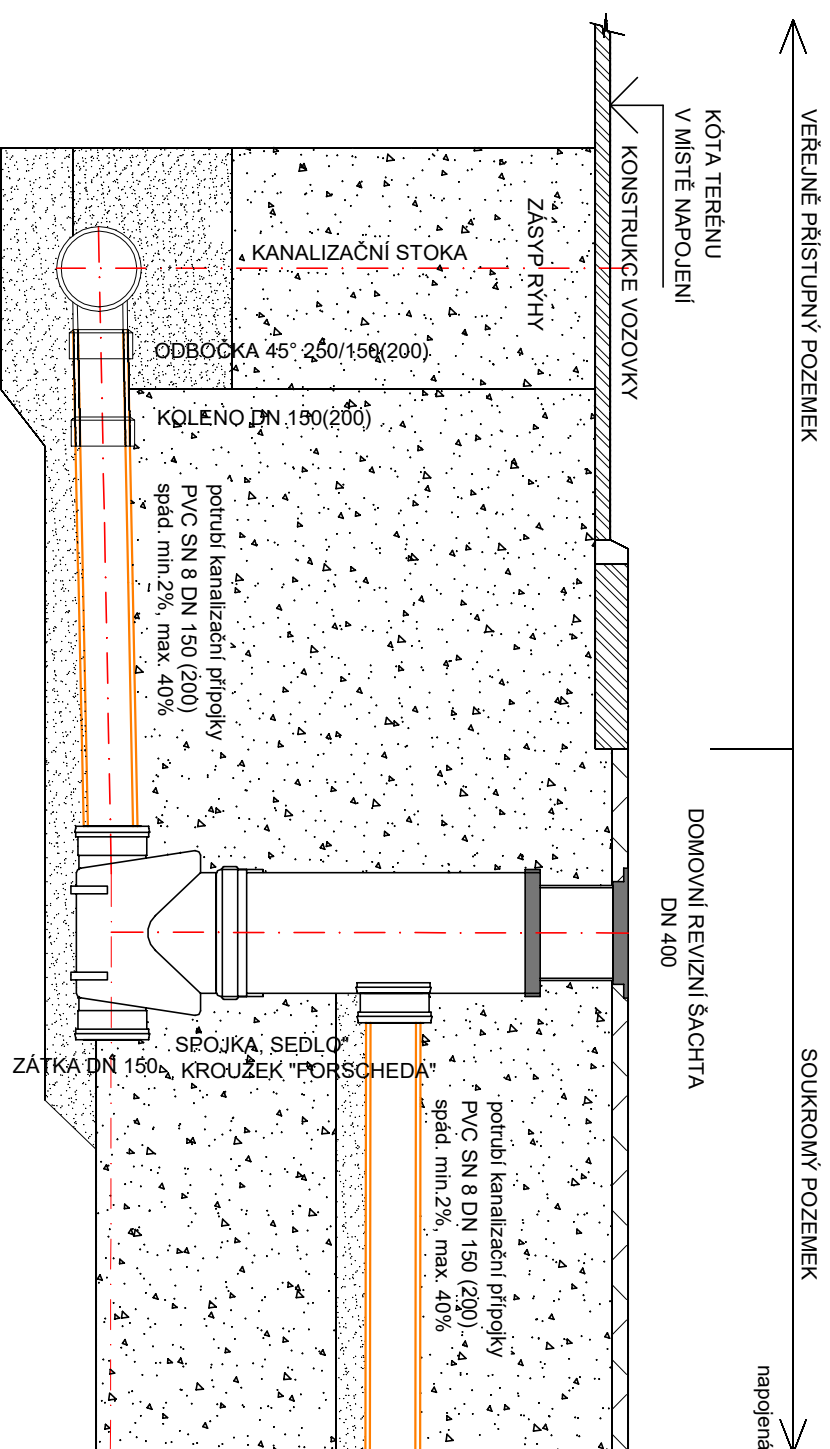 VEŘEJNĚ PŘÍSTUPNÝ POZEMEK
SOUKROMÝ POZEMEK
napojena
KÓTA TERÉNU
V MÍSTĚ NAPOJENÍ
KONSTRUKCE VOZOVKY
DOMOVNÍ REVIZNÍ ŠACHTA
DN 400
ZÁSYP RÝHY
KANALIZAČNÍ STOKA
ODBOČKA 45° 250/150(200)
KOLENO DN 150(200)
potrubí kanalizační přípojky
PVC SN 8 DN 150 (200)
spád. min.2%, max. 40%
SPOJKA, SEDLO"
KROUŽEK "FORSCHEDA"
ZÁTKA DN 150
potrubí kanalizační přípojky
PVC SN 8 DN 150 (200)
spád. min.2%, max. 40%